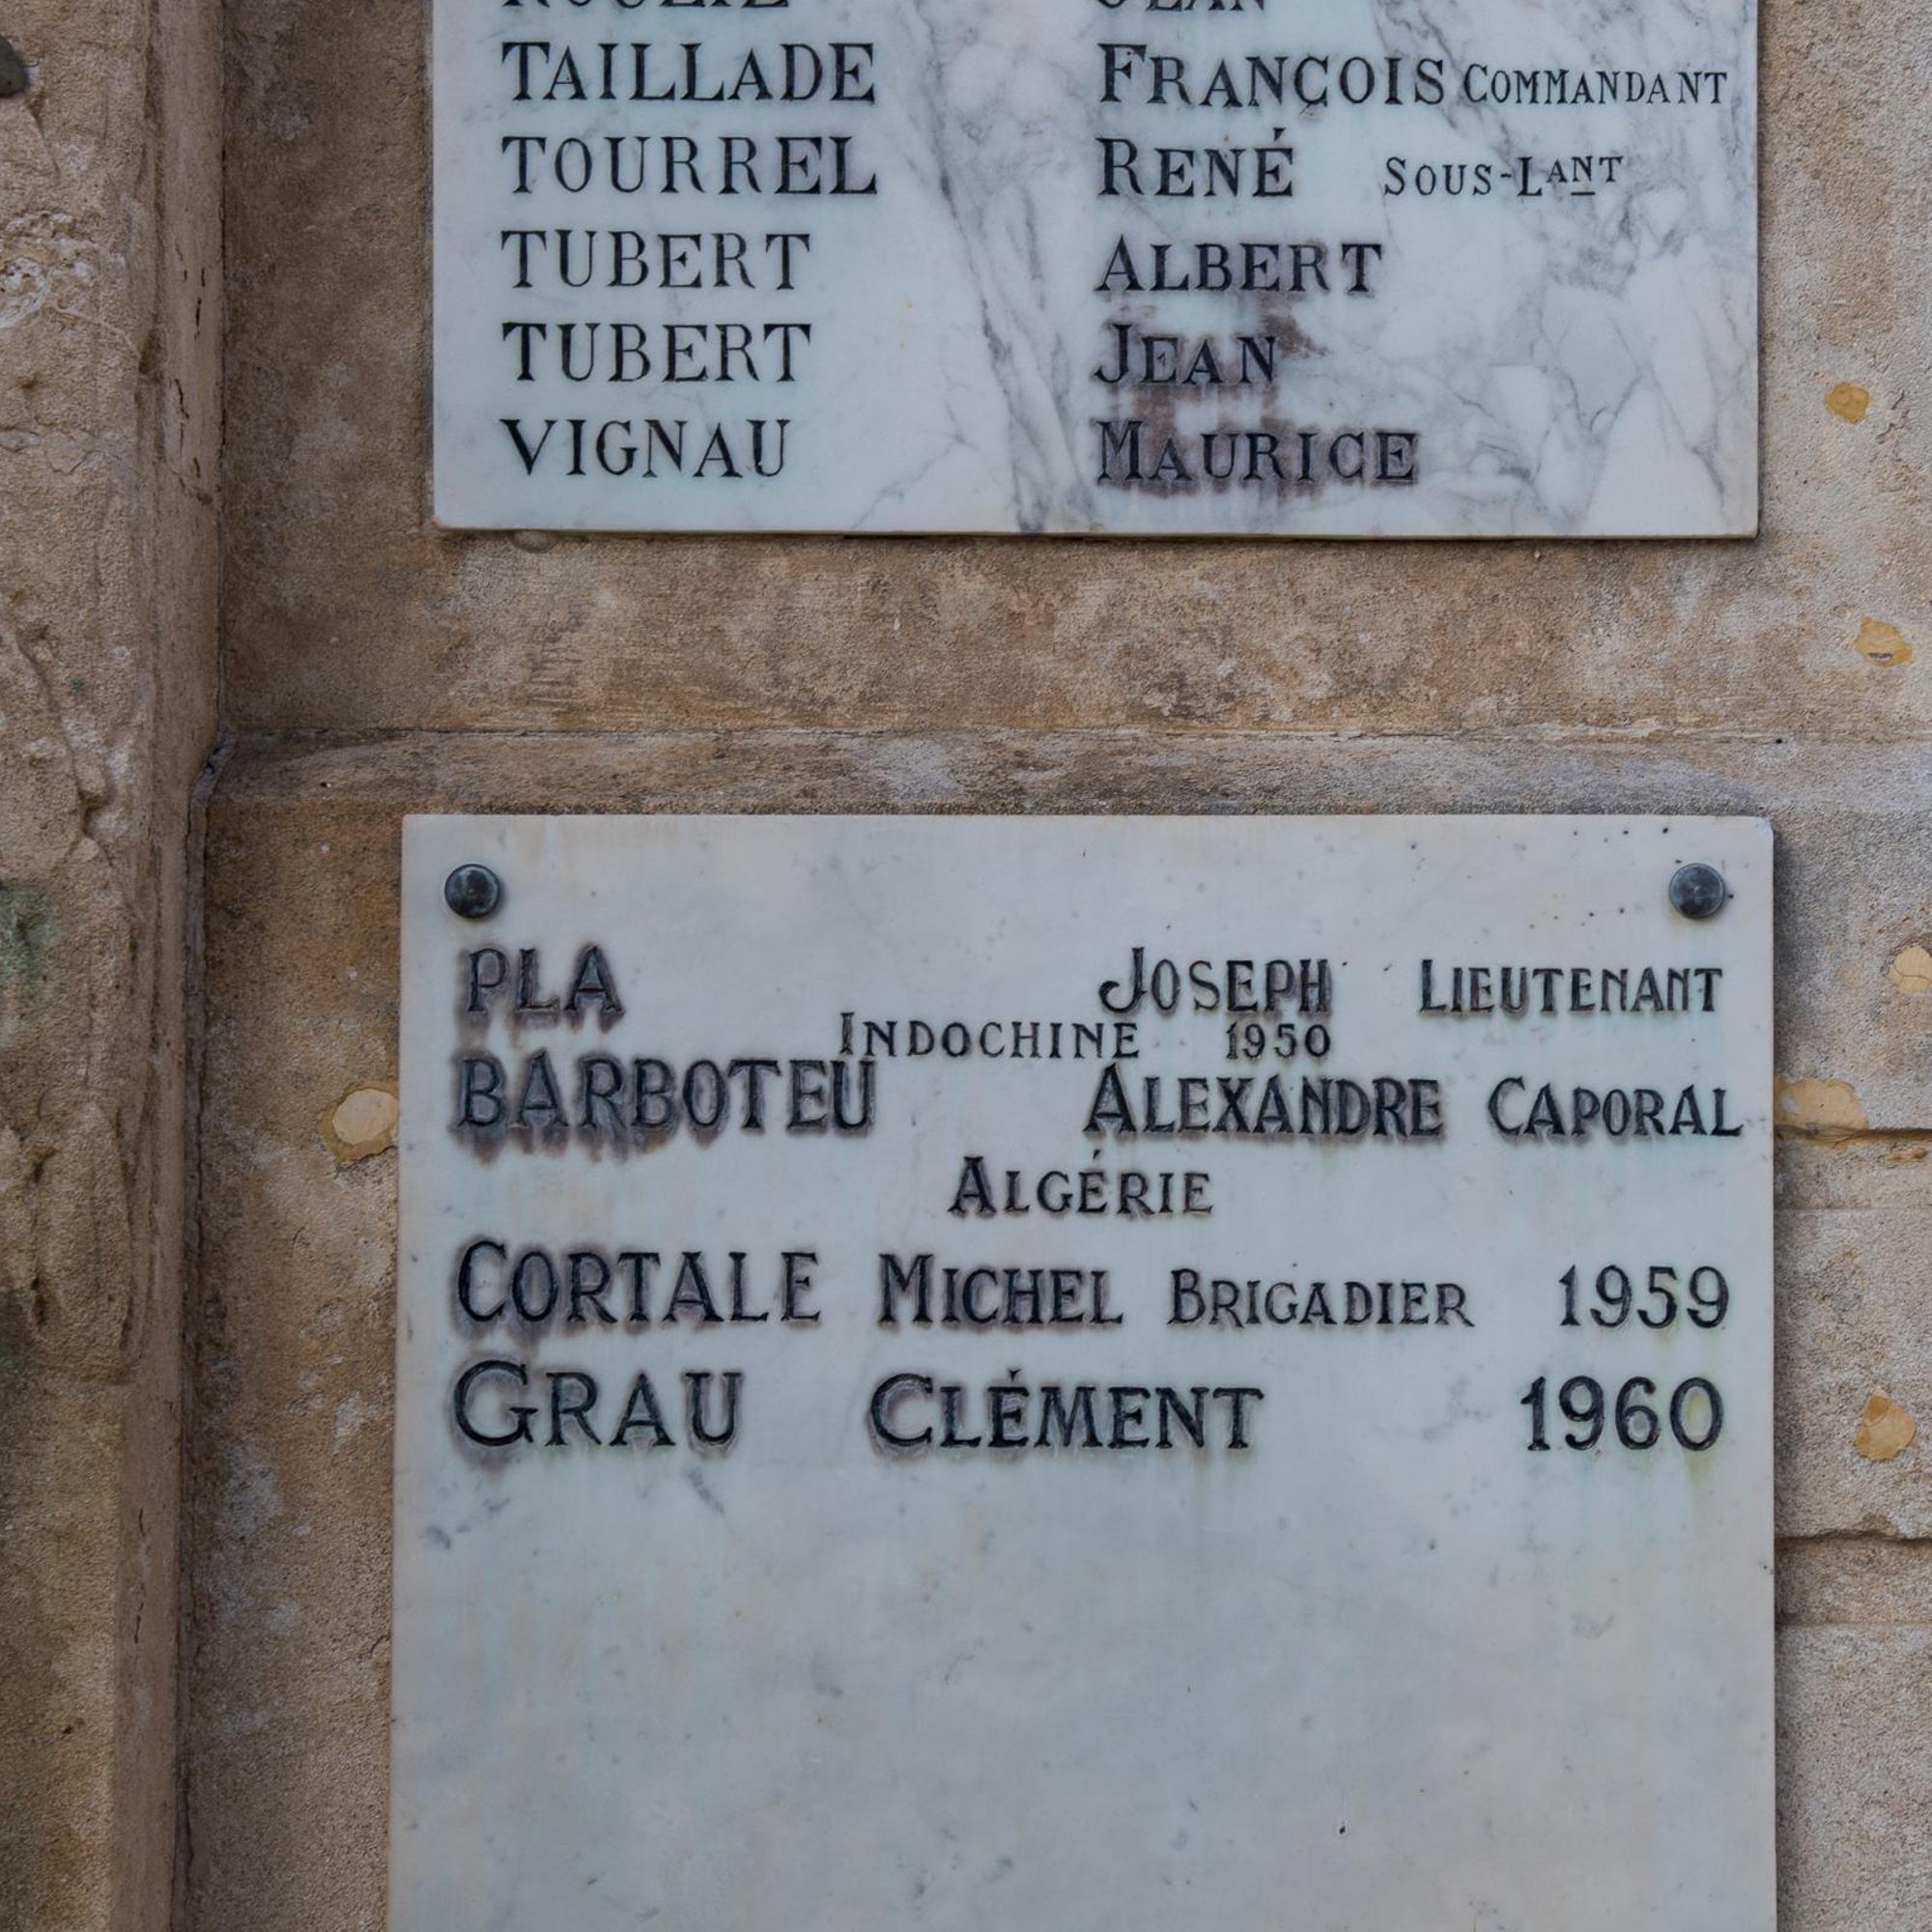 JEAN
TAILLADE FRANÇOIS COMMANDANT
TOURREL RENÉ SOUS-LANT
TUBERT ALBERT
TUBERT JEAN
VIGNAU MAURICE
PLA JOSEPH LIEUTENANT
INDOCHINE 1950
BARBOTEU ALEXANDRE CAPORAL
ALGÉRIE
CORTALE MICHEL BRIGADIER 1959
GRAU CLÉMENT 1960